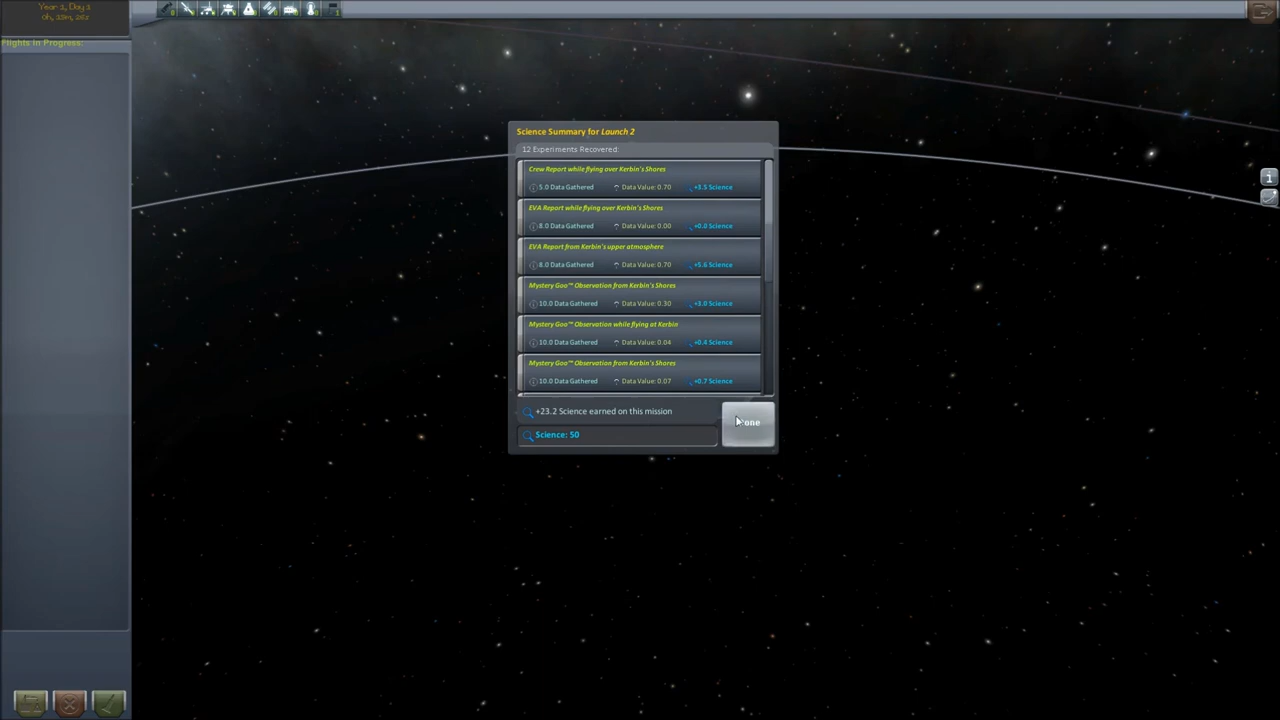 Year 1, Day 1
Flights In Progress:
Science Summary for Launch 2
12 Experiments Recovered:
Crew Report while flying over Kerbin's Shores
5.0 Data Gathered Data Value: 0.70 +3.5 Science
EVA Report while flying over Kerbin's Shores
8.0 Data Gathered Data Value: 0.00 +0.0 Science
EVA Report from Kerbin's upper atmosphere
8.0 Data Gathered Data Value: 0.70 +5.6 Science
Mystery Goo™ Observation from Kerbin's Shores
10.0 Data Gathered Data Value: 0.30 +3.0 Science
Mystery Goo™ Observation while flying at Kerbin
10.0 Data Gathered Data Value: 0.04 +0.4 Science
Mystery Goo™ Observation from Kerbin's Shores
10.0 Data Gathered Data Value: 0.07 +0.7 Science
+23.2 Science earned on this mission
one
Science: 50